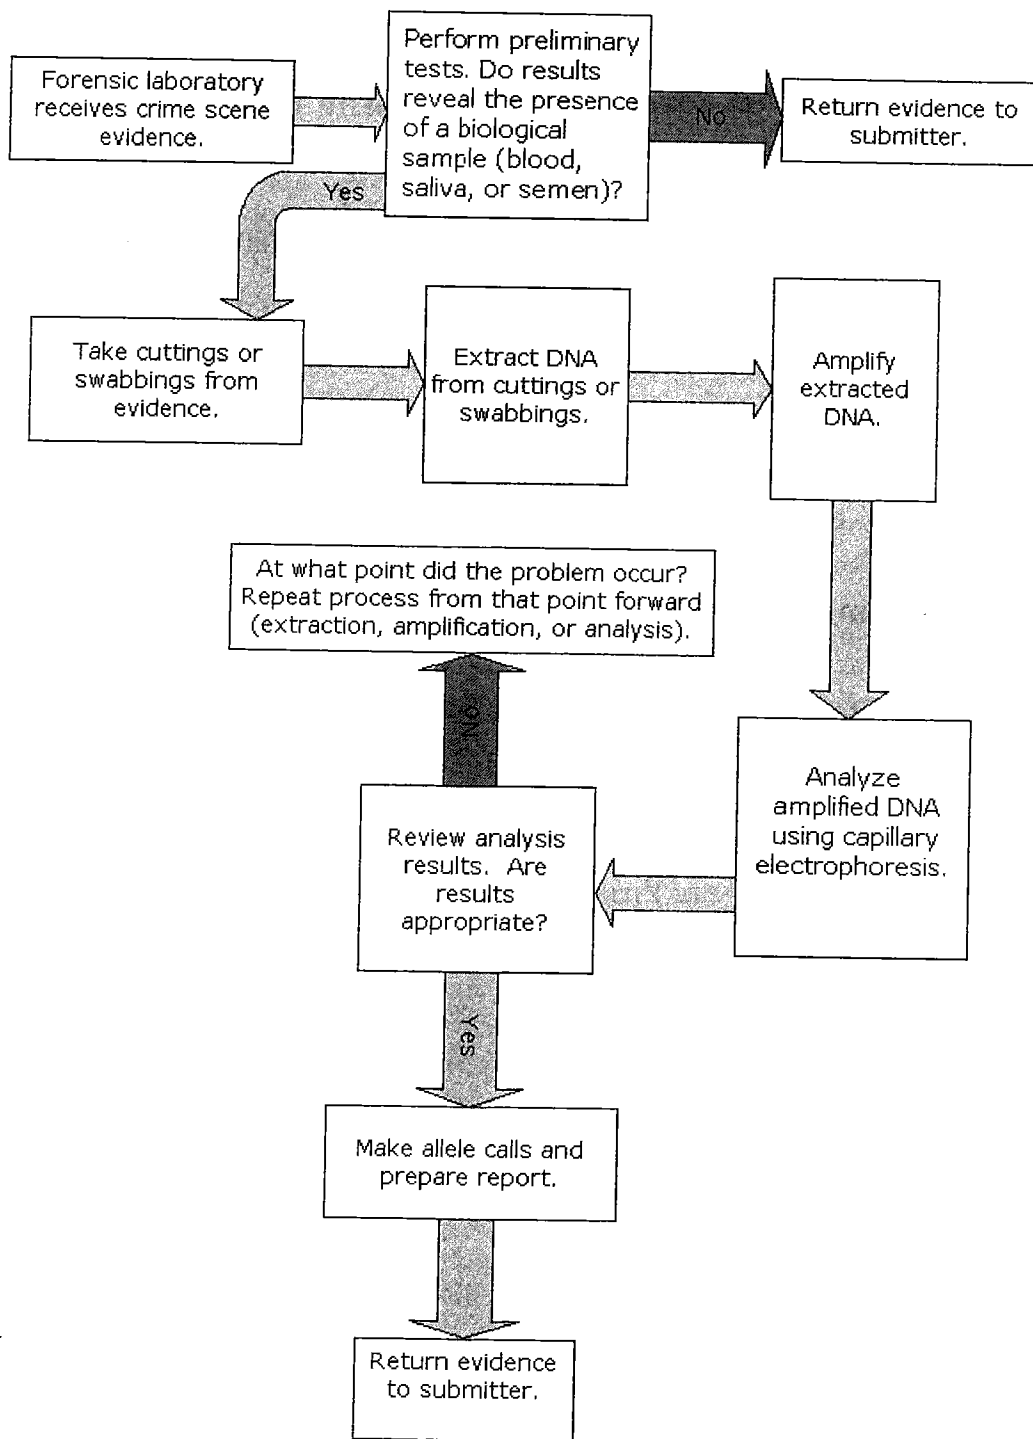 Forensic laboratory
receives crime scene
evidence.
Perform preliminary
tests. Do results
reveal the presence
of a biological
sample (blood,
saliva, or semen)?
No
Return evidence to
submitter.
Yes
Take cuttings or
swabbings from
evidence.
Extract DNA
from cuttings or
swabbings.
Amplify
extracted
DNA.
Analyze
amplified DNA
using capillary
electrophoresis.
Review analysis
results. Are
results
appropriate?
No
At what point did the problem occur?
Repeat process from that point forward
(extraction, amplification, or analysis).
Yes
Make allele calls and
prepare report.
Return evidence
to submitter.